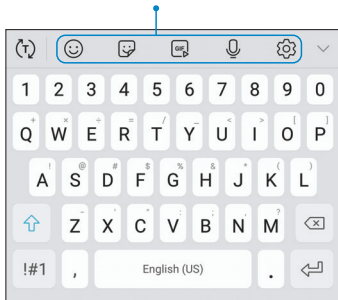 T GIF
1 2 3 4 5 6 7 8 9 0
+ × ÷ = / _ < > [ ]
Q W E R T Y U I O P
! @ # $ % & * ( )
A S D F G H J K L
- ' " : ; , ?
Z X C V B N M
!#1 , English (US) .